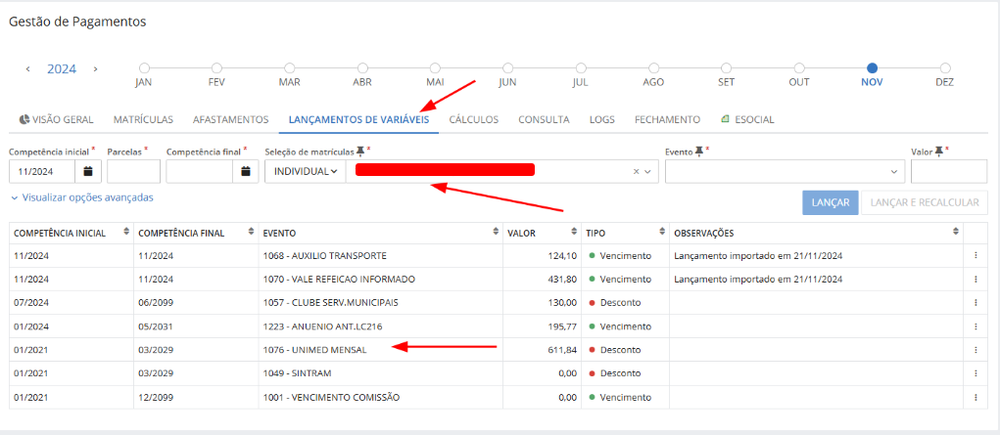 Gestão de Pagamentos
‹ 2024 ›
JAN FEV MAR ABR MAI JUN JUL AGO SET OUT NOV DEZ
VISÃO GERAL MATRÍCULAS AFASTAMENTOS LANÇAMENTOS DE VARIÁVEIS CÁLCULOS CONSULTA LOGS FECHAMENTO ESOCIAL
Competência inicial * Parcelas * Competência final * Seleção de matrículas * Evento * Valor *
11/2024 INDIVIDUAL
Visualizar opções avançadas
LANÇAR LANÇAR E RECALCULAR
COMPETÊNCIA INICIAL COMPETÊNCIA FINAL EVENTO VALOR TIPO OBSERVAÇÕES
11/2024 11/2024 1068 - AUXILIO TRANSPORTE 124,10 Vencimento Lançamento importado em 21/11/2024
11/2024 11/2024 1070 - VALE REFEICAO INFORMADO 431,80 Vencimento Lançamento importado em 21/11/2024
07/2024 06/2099 1057 - CLUBE SERV.MUNICIPAIS 130,00 Desconto
01/2024 05/2031 1223 - ANUENIO ANT.LC216 195,77 Vencimento
01/2021 03/2029 1076 - UNIMED MENSAL 611,84 Desconto
01/2021 03/2029 1049 - SINTRAM 0,00 Desconto
01/2021 12/2099 1001 - VENCIMENTO COMISSÃO 0,00 Vencimento